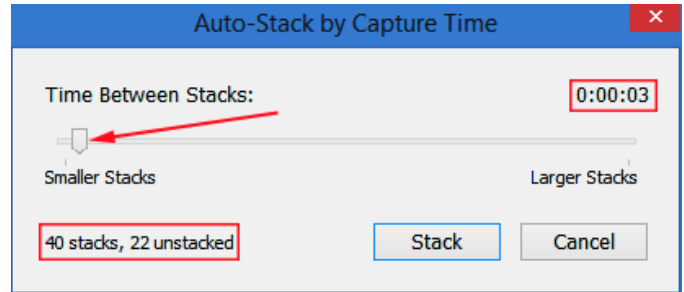 Auto-Stack by Capture Time
Time Between Stacks: 0:00:03
Smaller Stacks Larger Stacks
40 stacks, 22 unstacked Stack Cancel